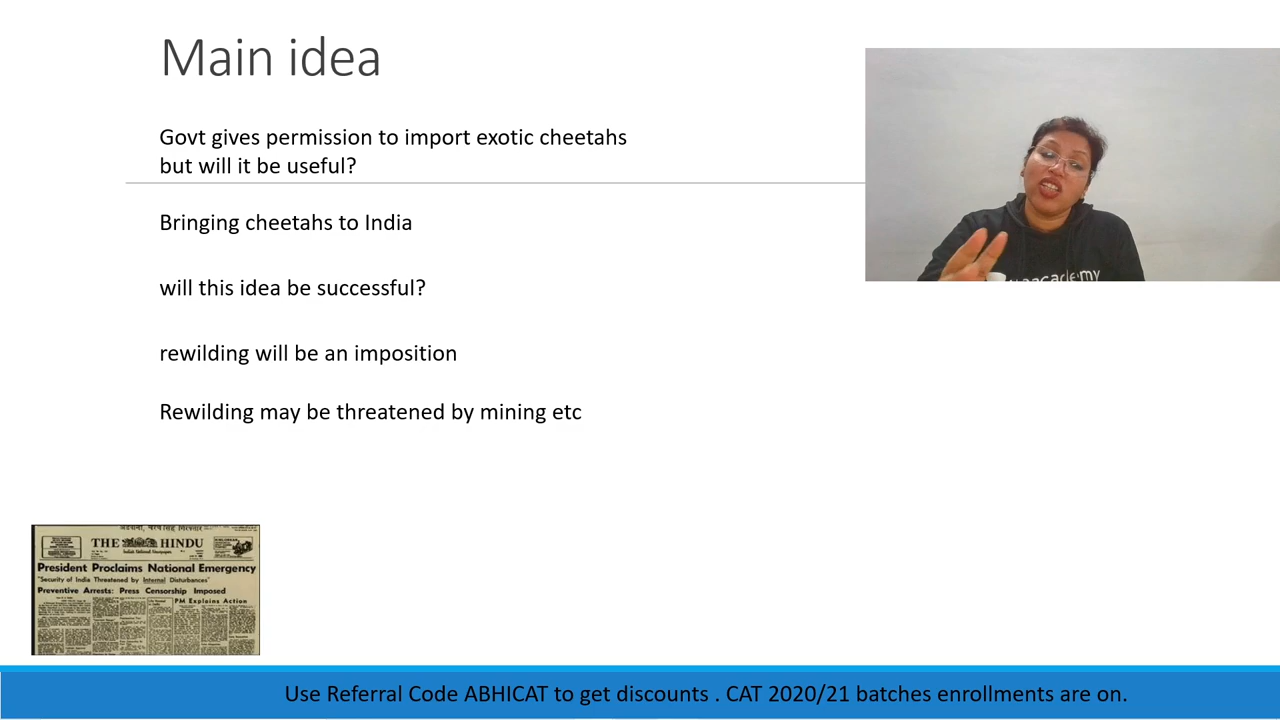 Main idea
Govt gives permission to import exotic cheetahs
but will it be useful?
Bringing cheetahs to India
will this idea be successful?
rewilding will be an imposition
Rewilding may be threatened by mining etc
THE HINDU
India's National Newspaper
President Proclaims National Emergency
"Security of India Threatened by Internal Disturbances"
Preventive Arrests: Press Censorship Imposed
PM Explains Action
Use Referral Code ABHICAT to get discounts . CAT 2020/21 batches enrollments are on.